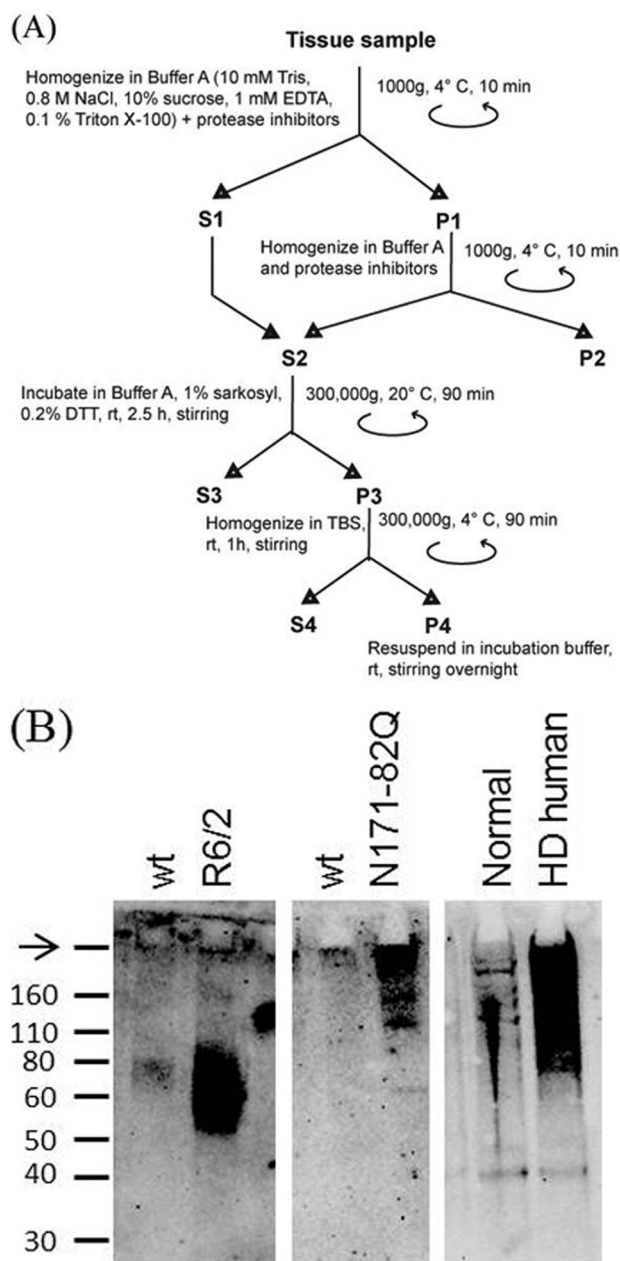 (A)
Tissue sample
Homogenize in Buffer A (10 mM Tris,
0.8 M NaCl, 10% sucrose, 1 mM EDTA,
0.1 % Triton X-100) + protease inhibitors
1000g, 4° C, 10 min
S1
P1
Homogenize in Buffer A
and protease inhibitors
1000g, 4° C, 10 min
S2
P2
Incubate in Buffer A, 1% sarkosyl,
0.2% DTT, rt, 2.5 h, stirring
300,000g, 20° C, 90 min
S3
P3
Homogenize in TBS,
rt, 1h, stirring
300,000g, 4° C, 90 min
S4
P4
Resuspend in incubation buffer,
rt, stirring overnight
(B)
wt
R6/2
wt
N171-82Q
Normal
HD human
160
110
80
60
50
40
30